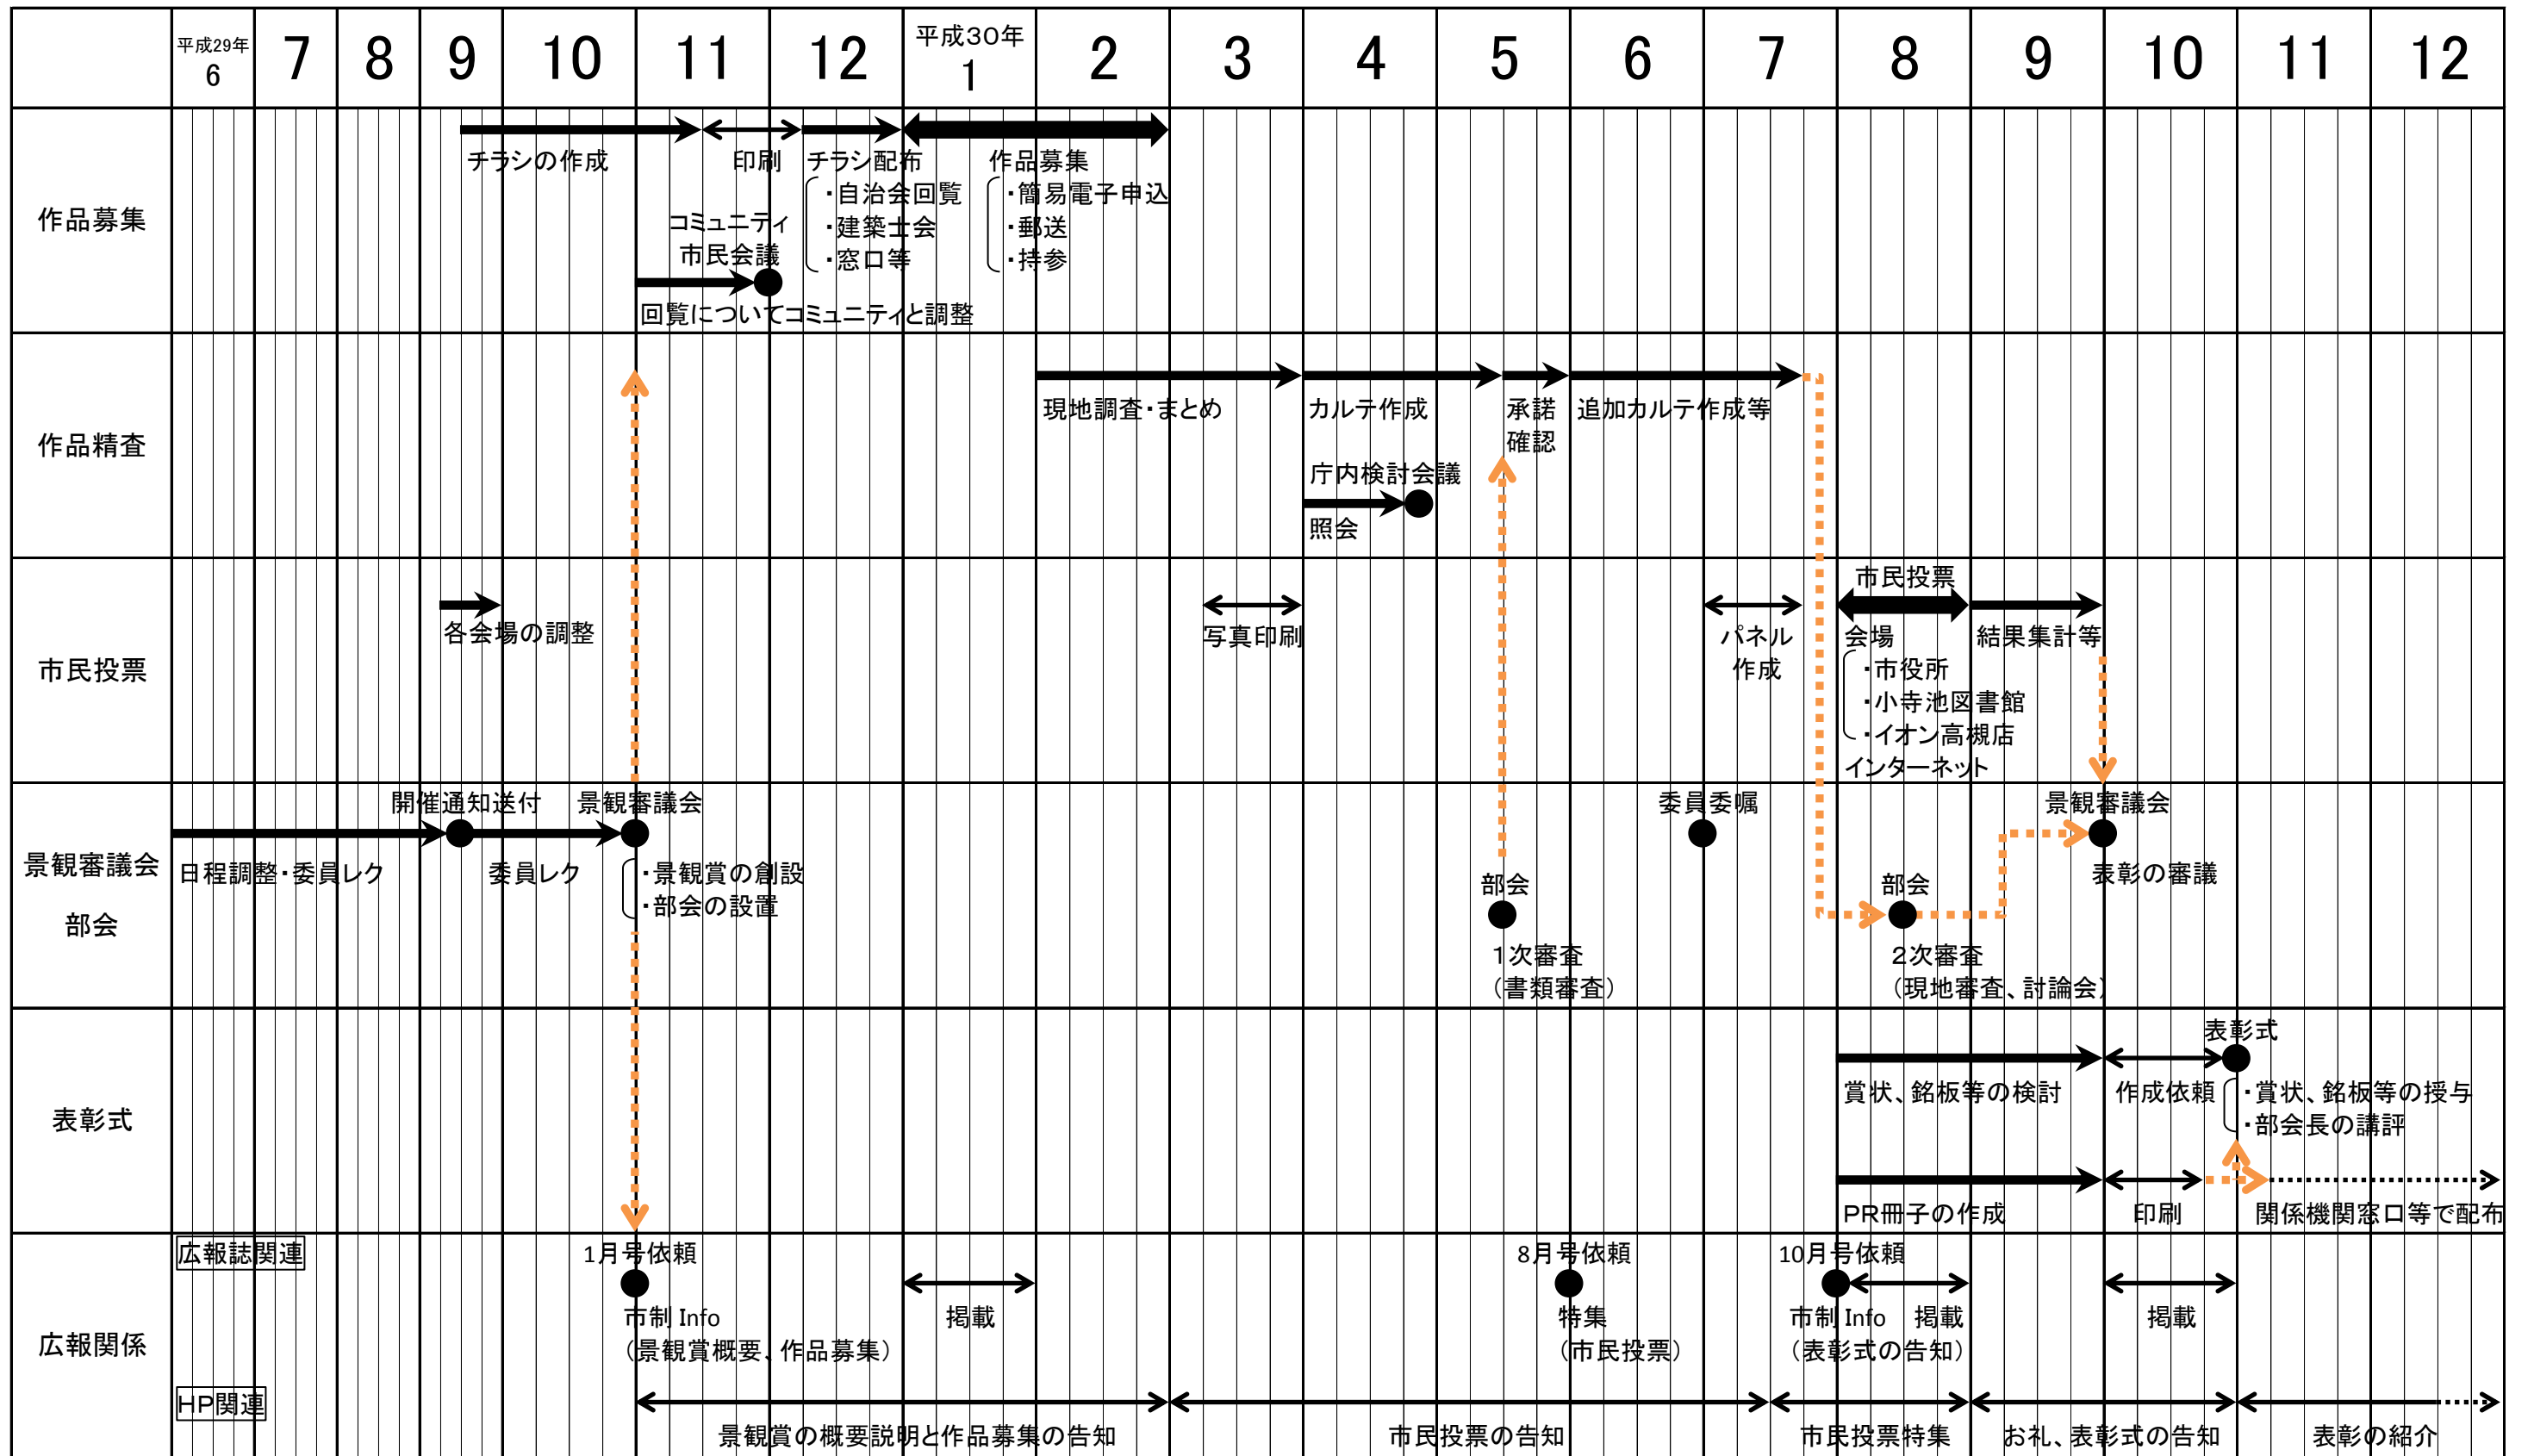 平成29年
6
7
8
9
10
11
12
平成30年
1
2
3
4
5
6
7
8
9
10
11
12
作品募集
チラシの作成
印刷
チラシ配布
・自治会回覧
・建築士会
・窓口等
作品募集
・簡易電子申込
・郵送
・持参
コミュニティ
市民会議
回覧についてコミュニティと調整
作品精査
現地調査・まとめ
カルテ作成
承諾
確認
追加カルテ作成等
庁内検討会議
照会
市民投票
各会場の調整
写真印刷
パネル
作成
市民投票
会場
・市役所
・小寺池図書館
・イオン高槻店
インターネット
結果集計等
景観審議会
部会
開催通知送付
景観審議会
日程調整・委員レク
委員レク
・景観賞の創設
・部会の設置
部会
1次審査
（書類審査）
委員委嘱
部会
2次審査
（現地審査、討論会）
景観審議会
表彰の審議
表彰式
賞状、銘板等の検討
作成依頼
表彰式
・賞状、銘板等の授与
・部会長の講評
PR冊子の作成
印刷
関係機関窓口等で配布
広報関係
広報誌関連
1月号依頼
市制 Info
（景観賞概要、作品募集）
掲載
8月号依頼
特集
（市民投票）
10月号依頼
市制 Info
（表彰式の告知）
掲載
掲載
HP関連
景観賞の概要説明と作品募集の告知
市民投票の告知
市民投票特集
お礼、表彰式の告知
表彰の紹介